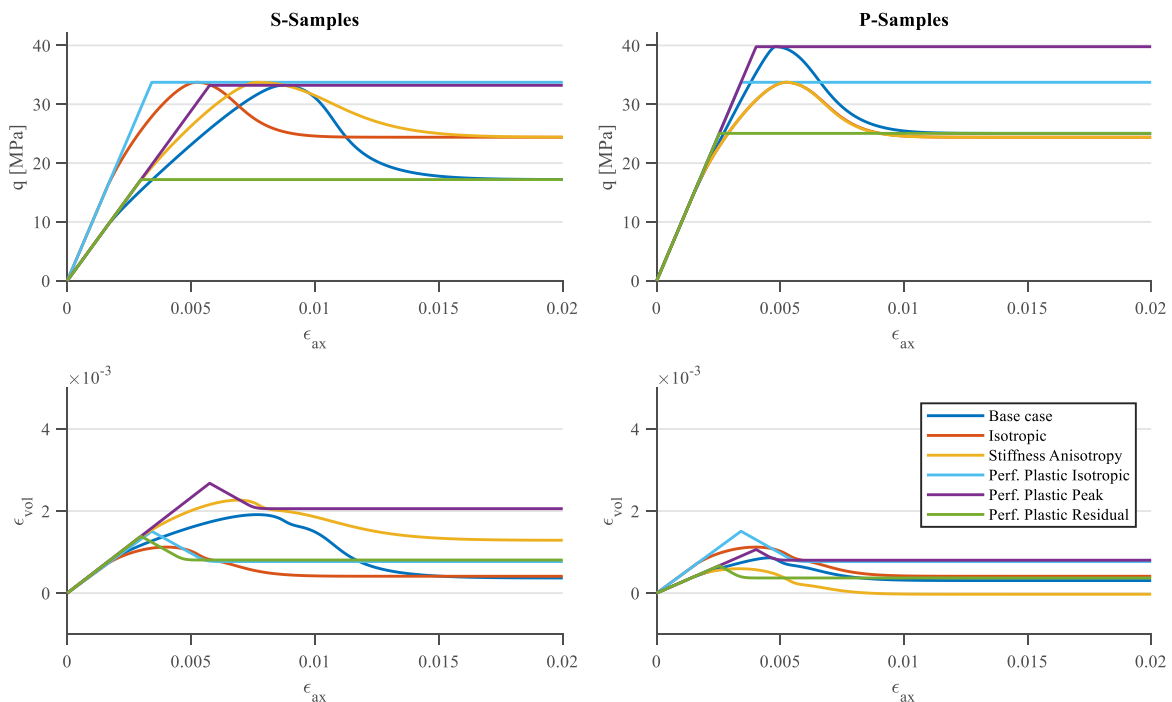 S-Samples
40
30
20
10
0
q [MPa]
0
0.005
0.01
0.015
0.02
ϵax
P-Samples
40
30
20
10
0
q [MPa]
0
0.005
0.01
0.015
0.02
ϵax
×10-3
4
2
0
ϵvol
0
0.005
0.01
0.015
0.02
ϵax
×10-3
4
2
0
ϵvol
0
0.005
0.01
0.015
0.02
ϵax
Base case
Isotropic
Stiffness Anisotropy
Perf. Plastic Isotropic
Perf. Plastic Peak
Perf. Plastic Residual